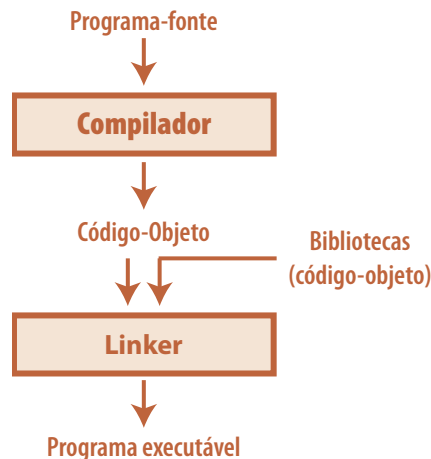 Programa-fonte
Compilador
Código-Objeto
Bibliotecas
(código-objeto)
Linker
Programa executável